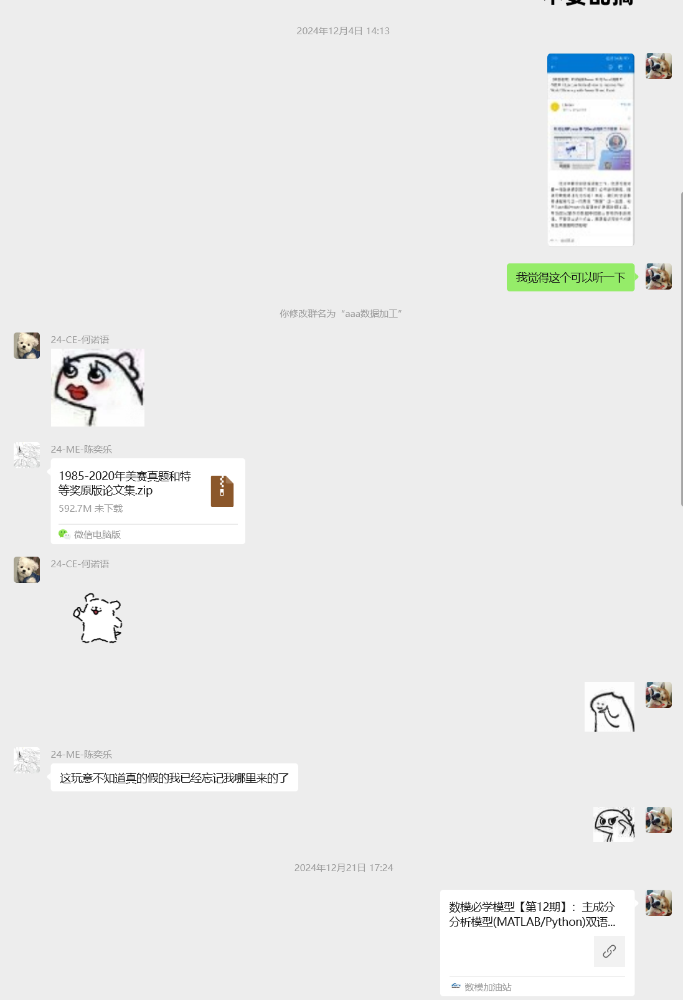 2024年12月4日 14:13
我觉得这个可以听一下
你修改群名为“aaa数据加工”
24-CE-何诺语
24-ME-陈奕乐
1985-2020年美赛真题和特
等奖原版论文集.zip
592.7M 未下载
微信电脑版
24-CE-何诺语
24-ME-陈奕乐
这玩意不知道真的假的我已经忘记我哪里来的了
2024年12月21日 17:24
数模必学模型【第12期】：主成分
分析模型(MATLAB/Python)双语...
数模加油站